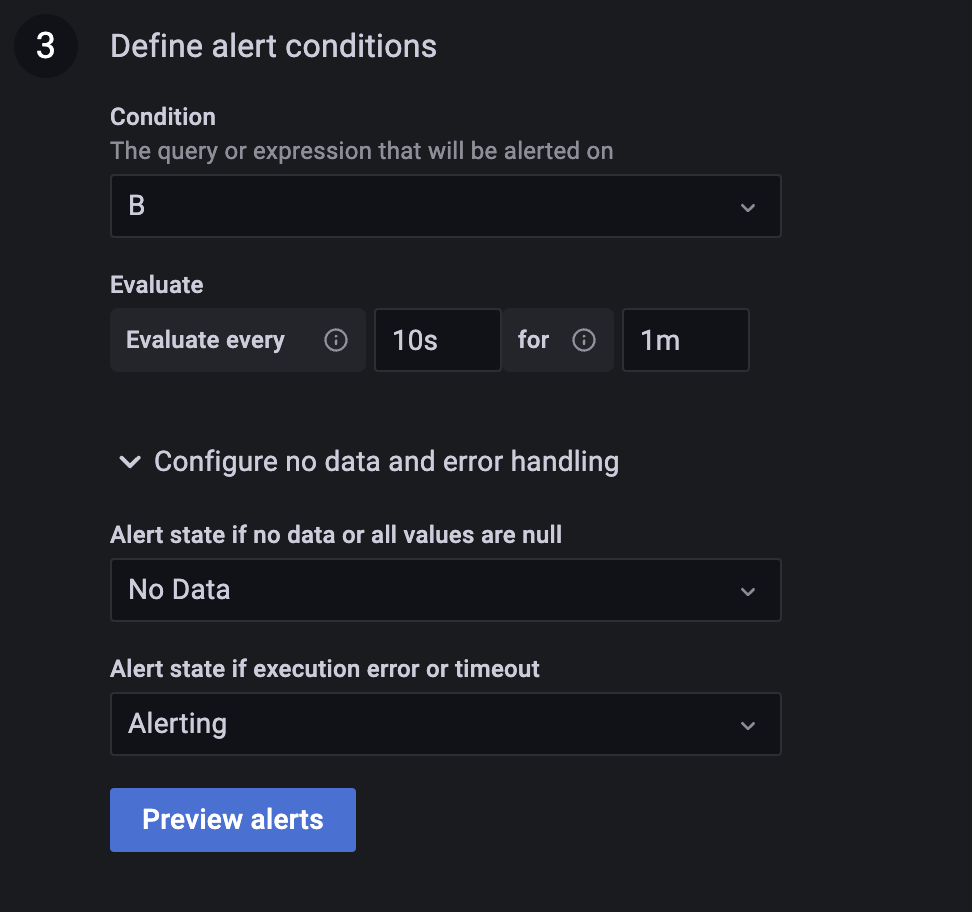 3 Define alert conditions
Condition
The query or expression that will be alerted on
B
Evaluate
Evaluate every 10s for 1m
Configure no data and error handling
Alert state if no data or all values are null
No Data
Alert state if execution error or timeout
Alerting
Preview alerts